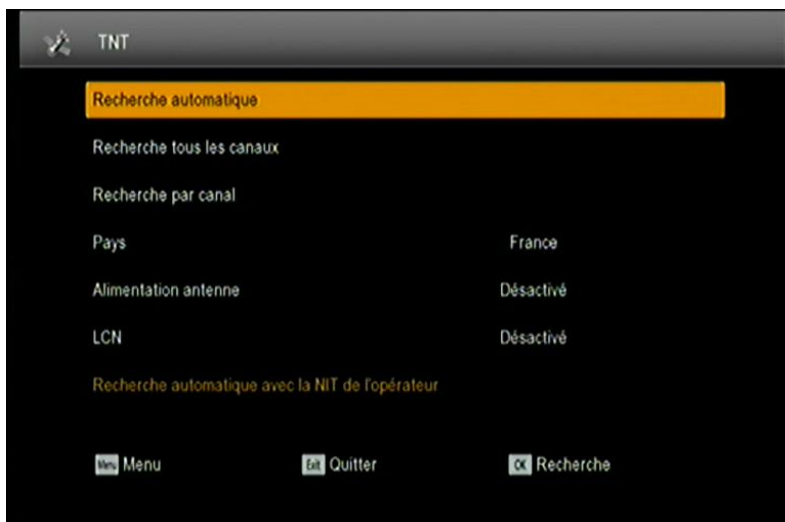 TNT
Recherche automatique
Recherche tous les canaux
Recherche par canal
Pays France
Alimentation antenne Désactivé
LCN Désactivé
Recherche automatique avec la NIT de l'opérateur
Menu Menu Exit Quitter OK Recherche